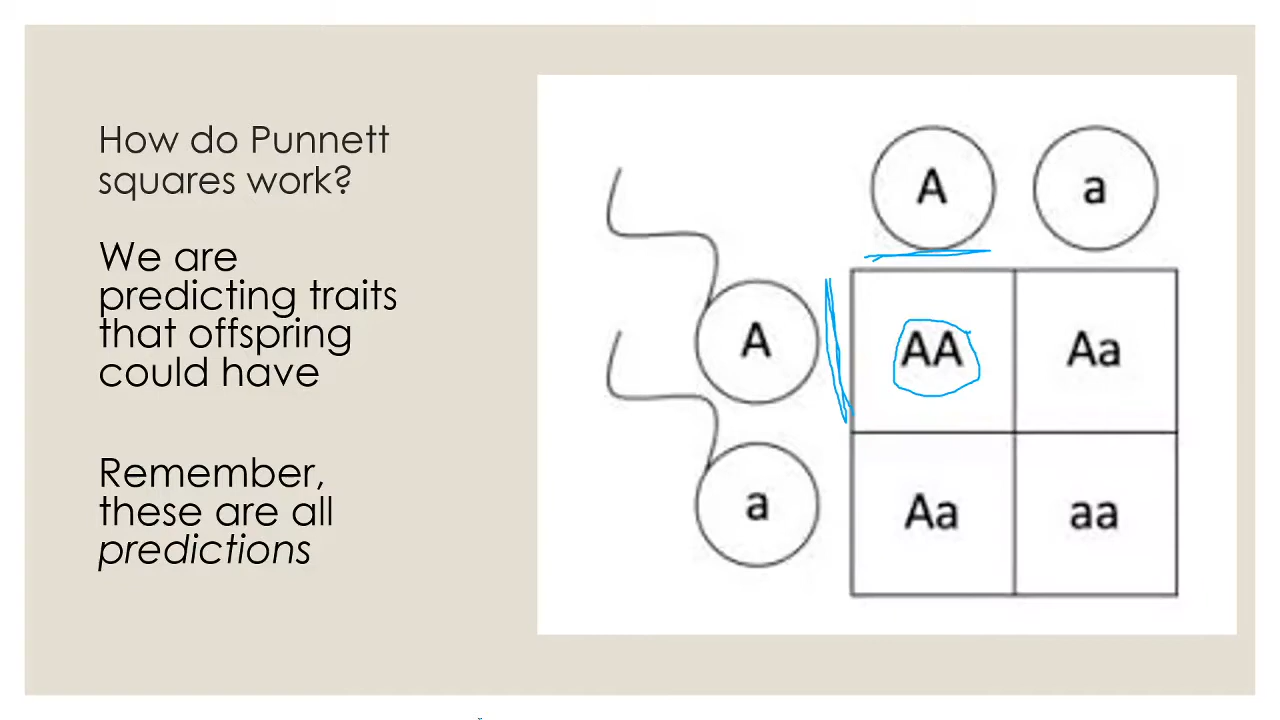 How do Punnett
squares work?
We are
predicting traits
that offspring
could have
Remember,
these are all
predictions
A a
A AA Aa
a Aa aa